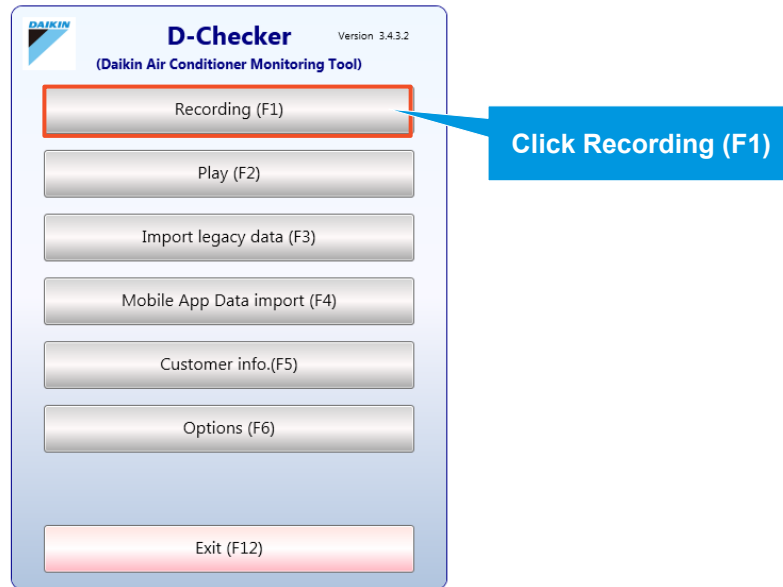 DAIKIN
D-Checker
Version 3.4.3.2
(Daikin Air Conditioner Monitoring Tool)
Recording (F1)
Click Recording (F1)
Play (F2)
Import legacy data (F3)
Mobile App Data import (F4)
Customer info.(F5)
Options (F6)
Exit (F12)